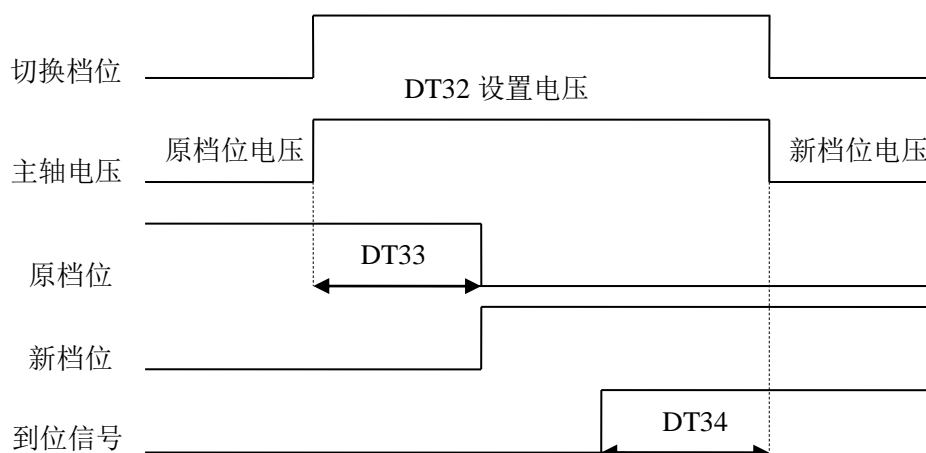 切换档位
DT32 设置电压
原档位电压
新档位电压
主轴电压
DT33
原档位
新档位
DT34
到位信号